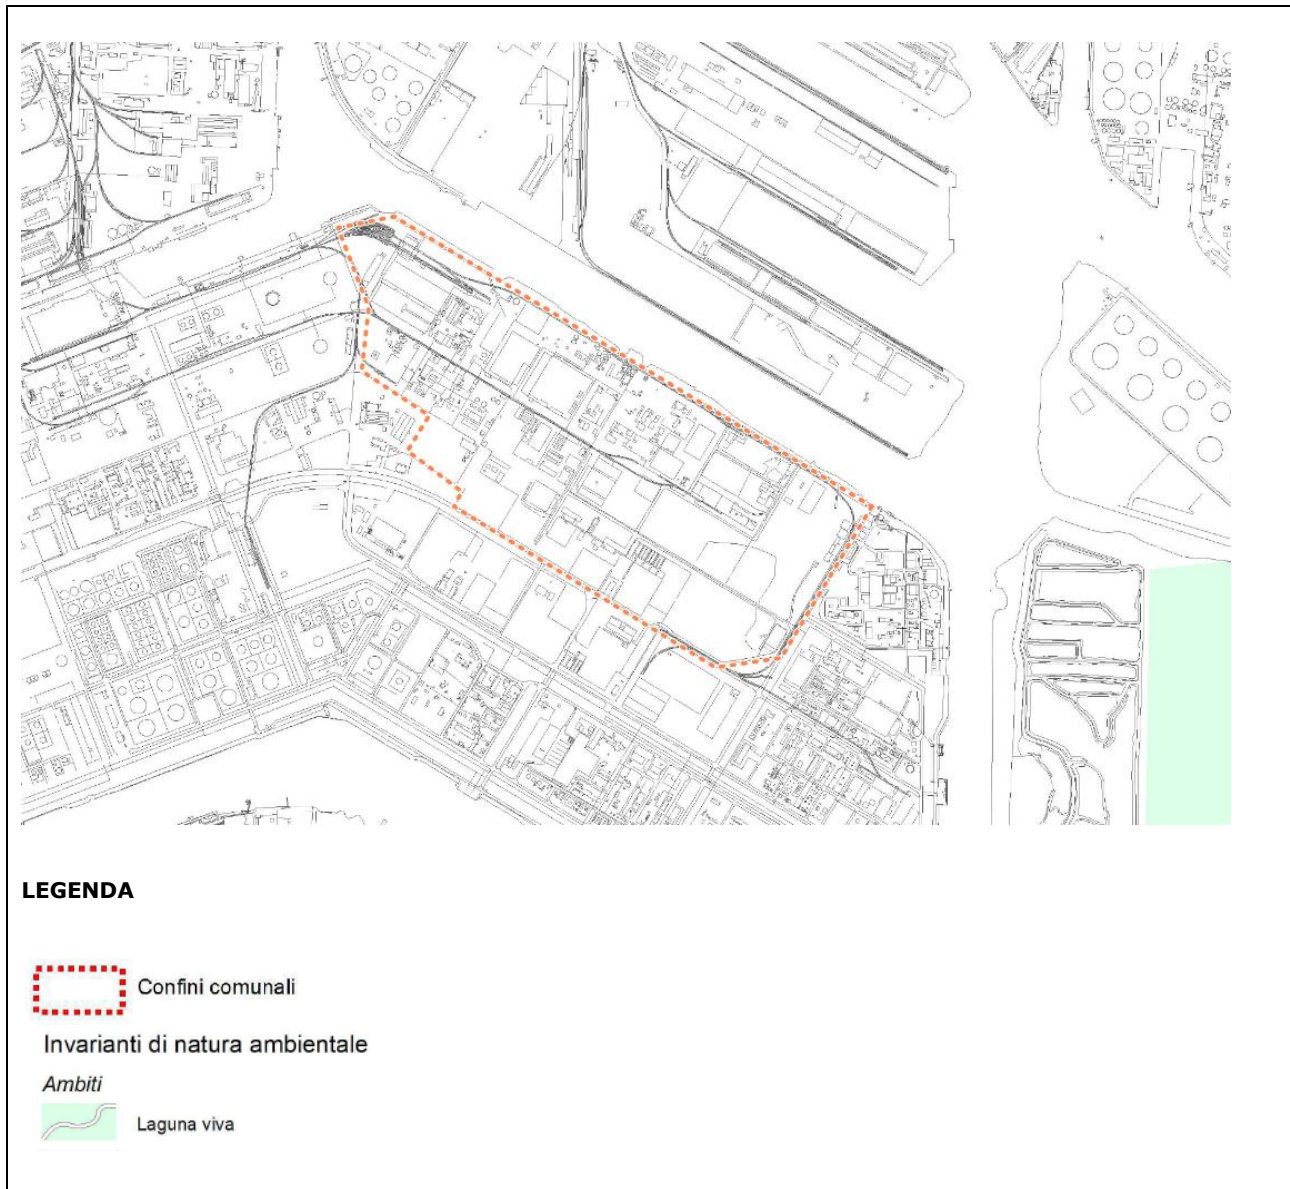 LEGENDA
Confini comunali
Invarianti di natura ambientale
Ambiti
Laguna viva